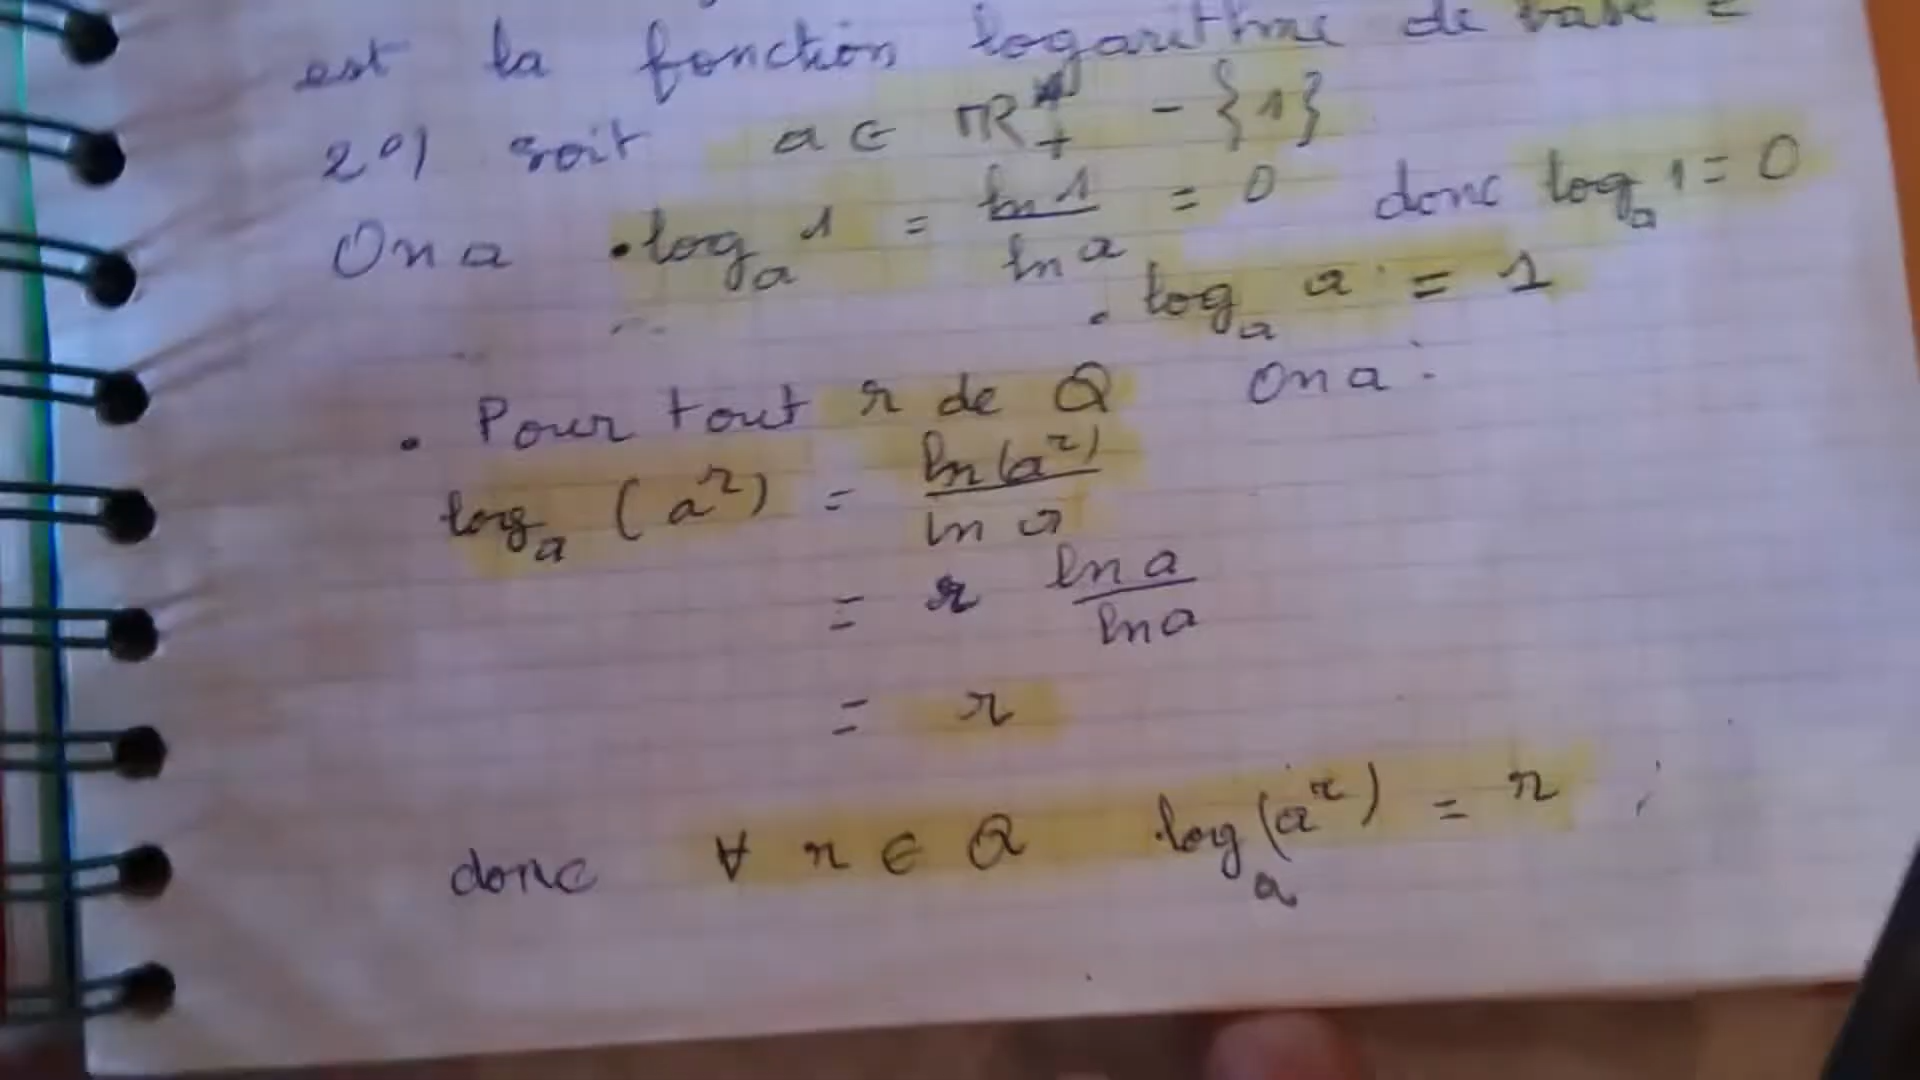 est la fonction logarithme de base e
2°) soit a ∈ ℝ*₊ - {1}
On a • logₐ 1 = ln 1 / ln a = 0 donc logₐ 1 = 0
• logₐ a = 1
• Pour tout r de Q On a :
logₐ (aʳ) = ln(aʳ) / ln a
= r ln a / ln a
= r
donc ∀ r ∈ Q logₐ(aʳ) = r ;